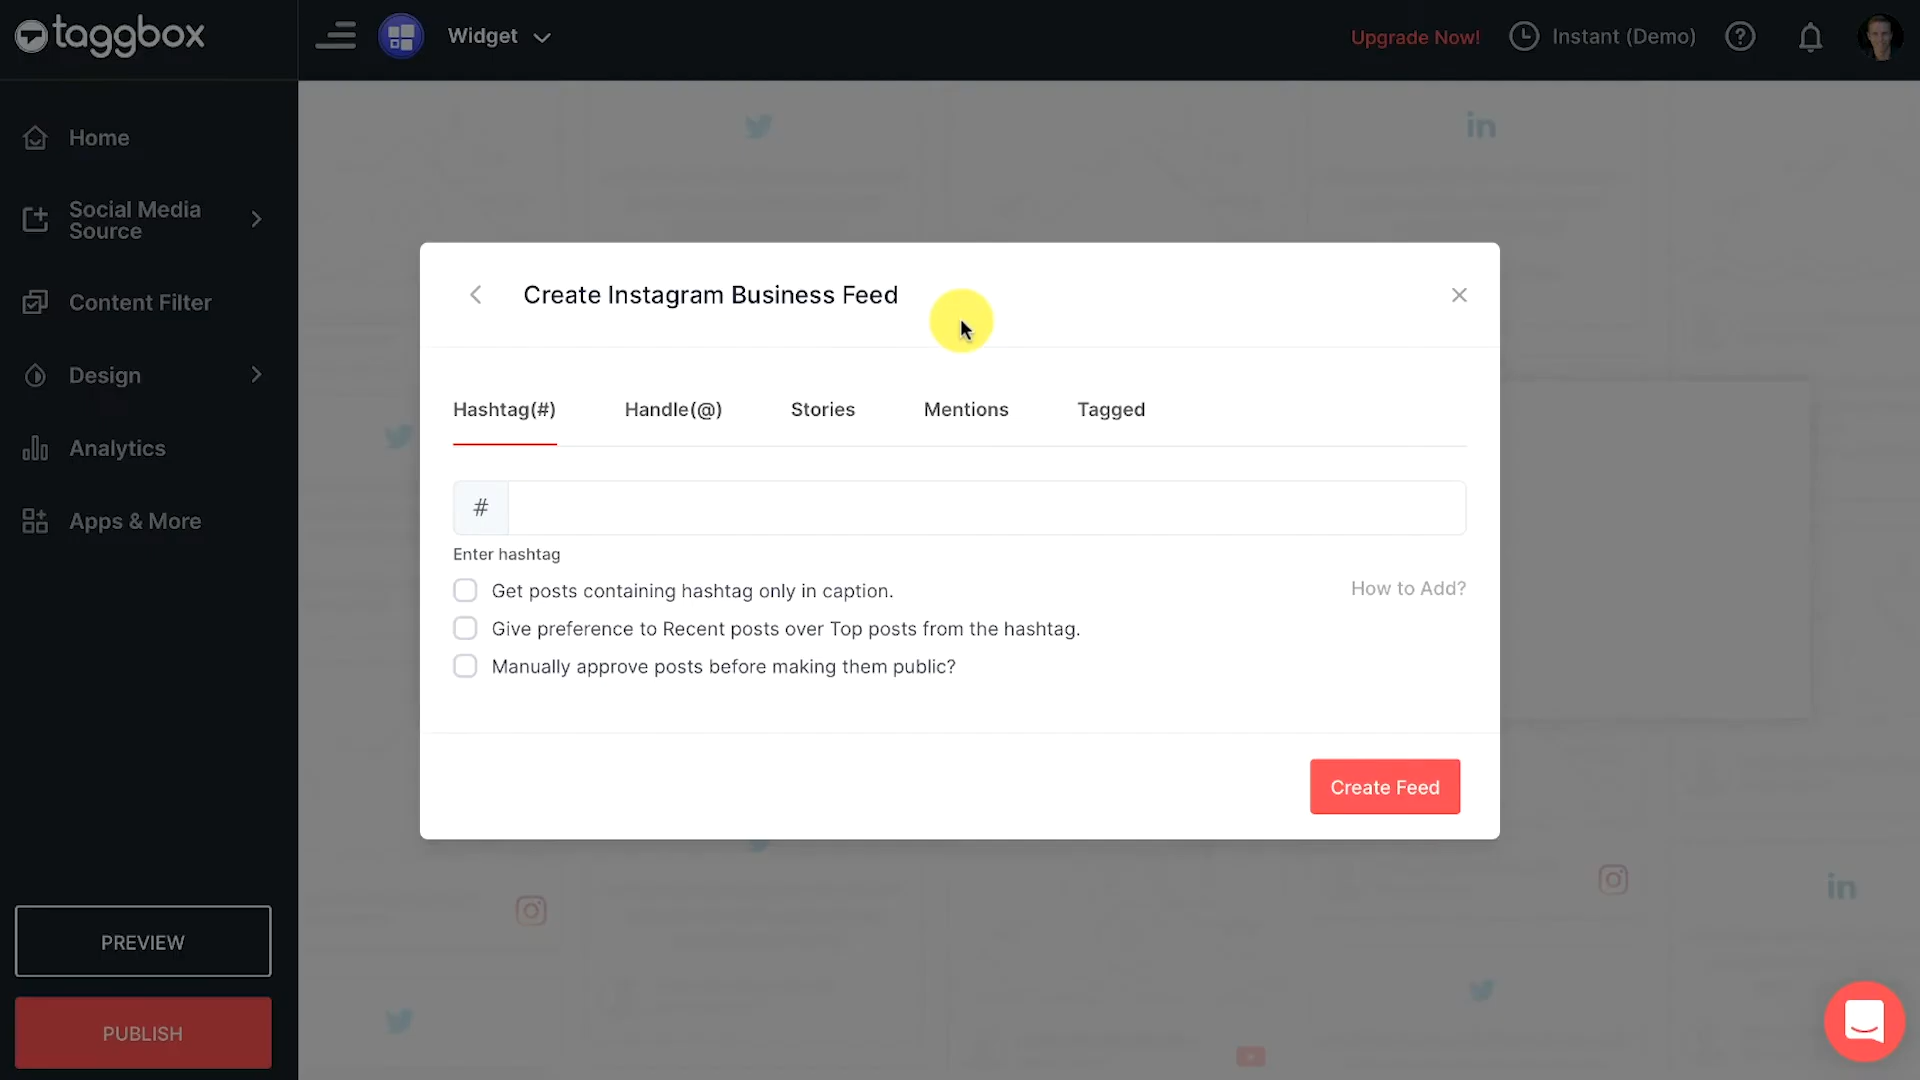 taggbox
Widget
Upgrade Now!
Instant (Demo)
Home
Social Media
Source
Content Filter
Design
Analytics
Apps & More
PREVIEW
PUBLISH
Create Instagram Business Feed
Hashtag(#)
Handle(@)
Stories
Mentions
Tagged
#
Enter hashtag
Get posts containing hashtag only in caption.
How to Add?
Give preference to Recent posts over Top posts from the hashtag.
Manually approve posts before making them public?
Create Feed